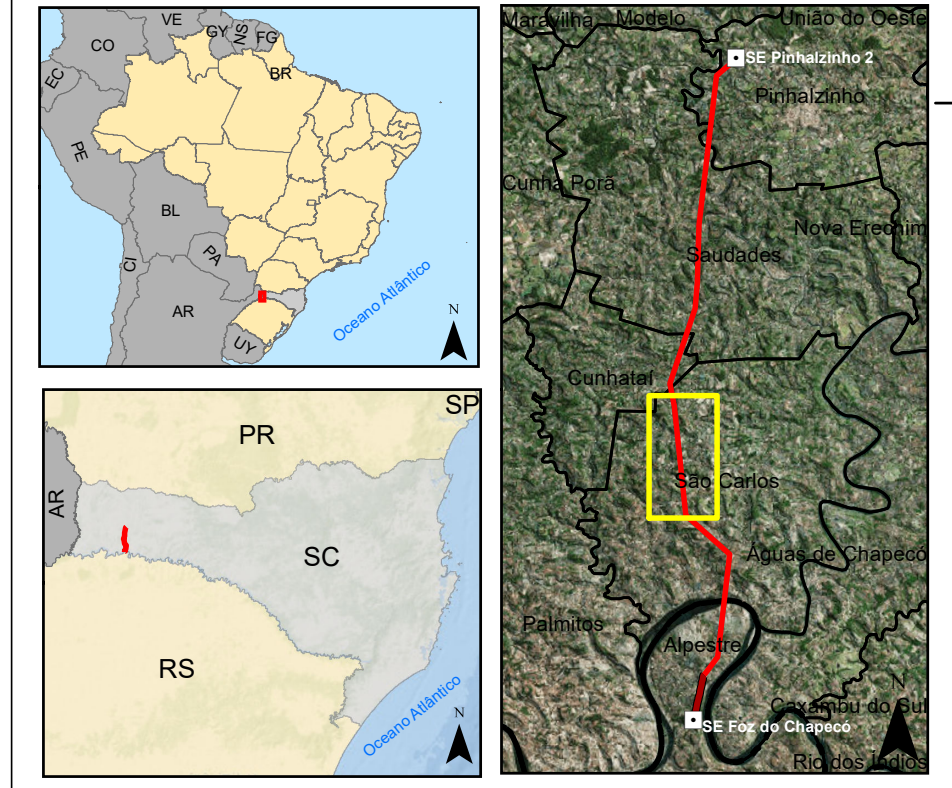 VE
GY
NS
FG
CO
BR
EC
PE
BL
PA
CI
AR
UY
Oceano Atlântico
N
SP
PR
AR
SC
RS
Oceano Atlântico
N
Maravilha
Modelo
União do Oeste
SE Pinhalzinho 2
Pinhalzinho
Cunha Porã
Nova Erechim
Saudades
Cunhataí
São Carlos
Águas de Chapecó
Palmitos
Alpestre
N
Caxambu do Sul
SE Foz do Chapecó
Rio dos Índios